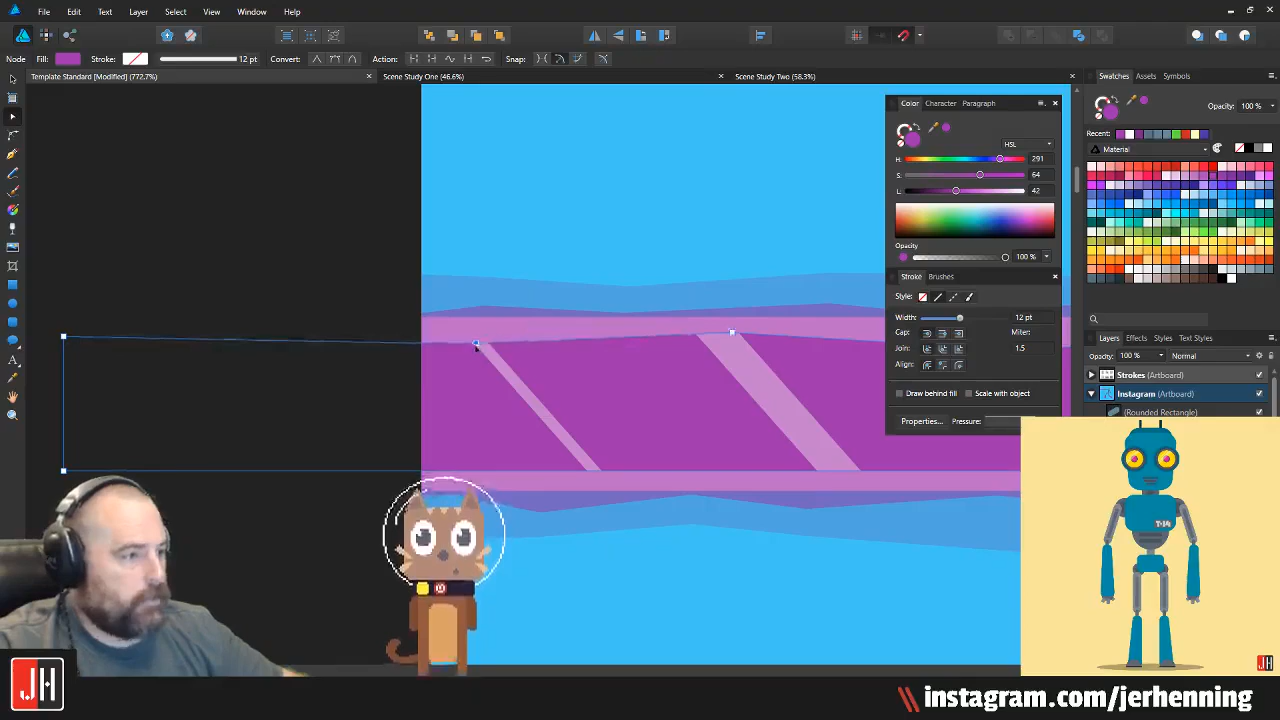 File Edit Text Layer Select View Window Help
Node Fill: Stroke: 12 pt Convert: Action: Snap:
Template Standard [Modified] (772.7%) Scene Study One (46.6%) Scene Study Two (58.3%)
Swatches Assets Symbols
Opacity: 100 %
Recent:
Material
Color Character Paragraph
HSL
H: 291
S: 64
L: 42
Opacity
100 %
Stroke Brushes
Style:
Width: 12 pt
Cap: Miter:
Join: 1.5
Align:
Draw behind fill Scale with object
Properties... Pressure:
Layers Effects Styles Text Styles
Opacity: 100 % Normal
Strokes (Artboard)
Instagram (Artboard)
(Rounded Rectangle)
T-14
JH
JH
\\ instagram.com/jerhenning